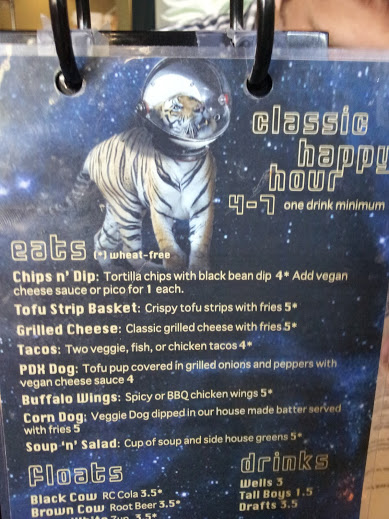 classic
happy
hour
4-7 one drink minimum
eats (*) wheat-free
Chips n' Dip: Tortilla chips with black bean dip 4* Add vegan
cheese sauce or pico for 1 each.
Tofu Strip Basket: Crispy tofu strips with fries 5*
Grilled Cheese: Classic grilled cheese with fries 5*
Tacos: Two veggie, fish, or chicken tacos 4*
PDX Dog: Tofu pup covered in grilled onions and peppers with
vegan cheese sauce 4
Buffalo Wings: Spicy or BBQ chicken wings 5*
Corn Dog: Veggie Dog dipped in our house made batter served
with fries 5
Soup 'n' Salad: Cup of soup and side house greens 5*
floats
Black Cow RC Cola 3.5*
Brown Cow Root Beer 3.5*
3.5*
drinks
Wells 3
Tall Boys 1.5
Drafts 3.5